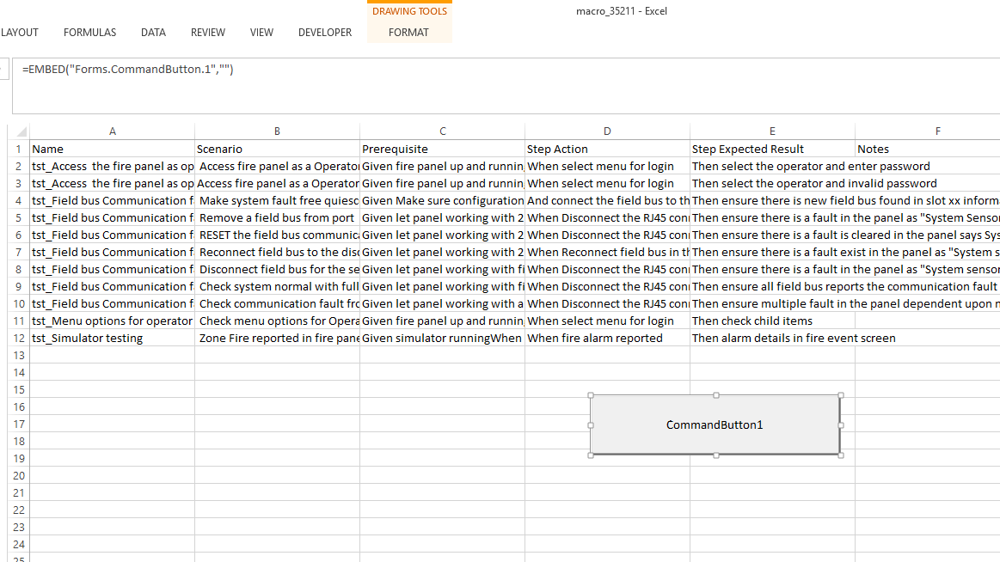 DRAWING TOOLS
macro_35211 - Excel
LAYOUT FORMULAS DATA REVIEW VIEW DEVELOPER FORMAT
=EMBED("Forms.CommandButton.1","")
A B C D E F
1 Name Scenario Prerequisite Step Action Step Expected Result Notes
2 tst_Access the fire panel as op Access fire panel as a Operato Given fire panel up and runnin When select menu for login Then select the operator and enter password
3 tst_Access the fire panel as op Access fire panel as a Operator Given fire panel up and runnin When select menu for login Then select the operator and invalid password
4 tst_Field bus Communication f Make system fault free quiesc Given Make sure configuration And connect the field bus to th Then ensure there is new field bus found in slot xx inform
5 tst_Field bus Communication f Remove a field bus from port Given let panel working with 2 When Disconnect the RJ45 con Then ensure there is a fault in the panel as "System Senso
6 tst_Field bus Communication f RESET the field bus communic Given let panel working with 2 When Disconnect the RJ45 con Then ensure there is a fault is cleared in the panel says Sys
7 tst_Field bus Communication f Reconnect field bus to the disc Given let panel working with 2 When Reconnect field bus in th Then ensure there is a fault exist in the panel as "System s
8 tst_Field bus Communication f Disconnect field bus for the se Given let panel working with fi When Disconnect the RJ45 con Then ensure there is a fault in the panel as "System sensor
9 tst_Field bus Communication f Check system normal with full Given let panel working with fi When Disconnect the RJ45 con Then ensure all field bus reports the communication fault
10 tst_Field bus Communication f Check communication fault fro Given let panel working with a When Disconnect the RJ45 con Then ensure multiple fault in the panel dependent upon n
11 tst_Menu options for operator Check menu options for Opera Given fire panel up and runnin When select menu for login Then check child items
12 tst_Simulator testing Zone Fire reported in fire pane Given simulator runningWhen When fire alarm reported Then alarm details in fire event screen
13
14
15
16
17 CommandButton1
18
19
20
21
22
23
24
25